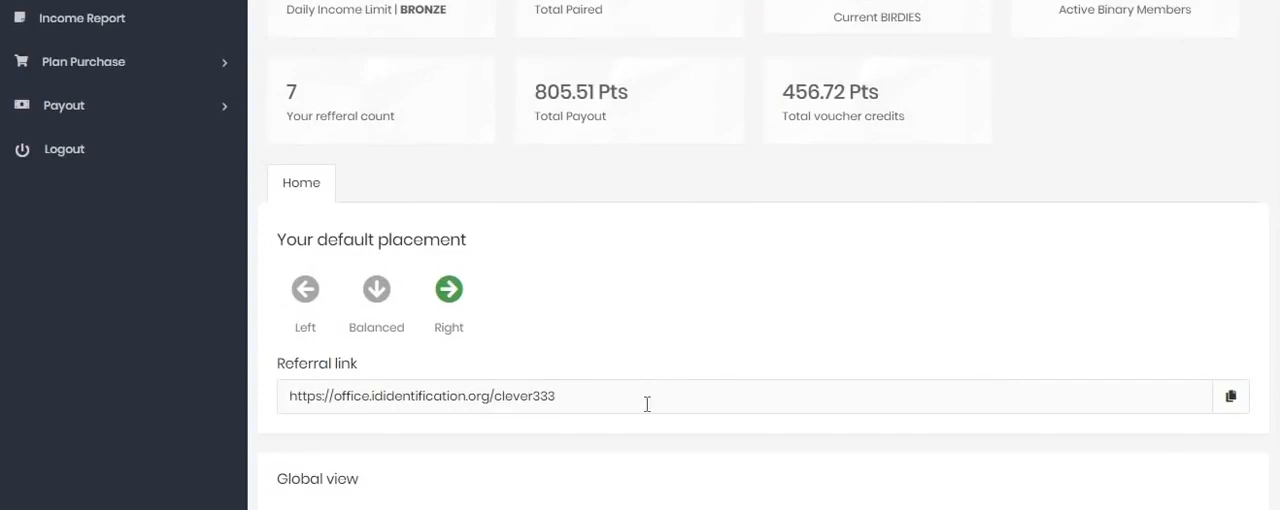 Income Report
Plan Purchase
Payout
Logout
Daily Income Limit | BRONZE
Total Paired
Current BIRDIES
Active Binary Members
7
Your refferal count
805.51 Pts
Total Payout
456.72 Pts
Total voucher credits
Home
Your default placement
Left
Balanced
Right
Referral link
https://office.ididentification.org/clever333
Global view